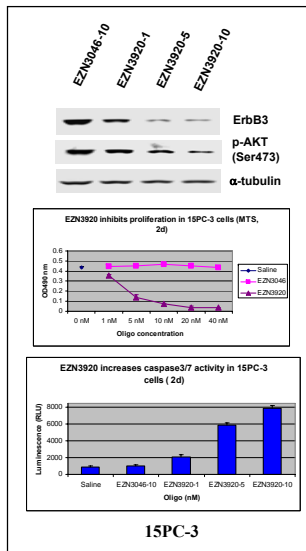 EZN3046-10
EZN3920-1
EZN3920-5
EZN3920-10
ErbB3
p-AKT
(Ser473)
α-tubulin
EZN3920 inhibits proliferation in 15PC-3 cells (MTS,
2d)
OD490 nm
0.6
0.5
0.4
0.3
0.2
0.1
0
0 nM 1 nM 5 nM 10 nM 20 nM 40 nM
Oligo concentration
Saline
EZN3046
EZN3920
EZN3920 increases caspase3/7 activity in 15PC-3
cells ( 2d)
Luminescence (RLU)
8000
6000
4000
2000
0
Saline EZN3046-10 EZN3920-1 EZN3920-5 EZN3920-10
Oligo (nM)
15PC-3